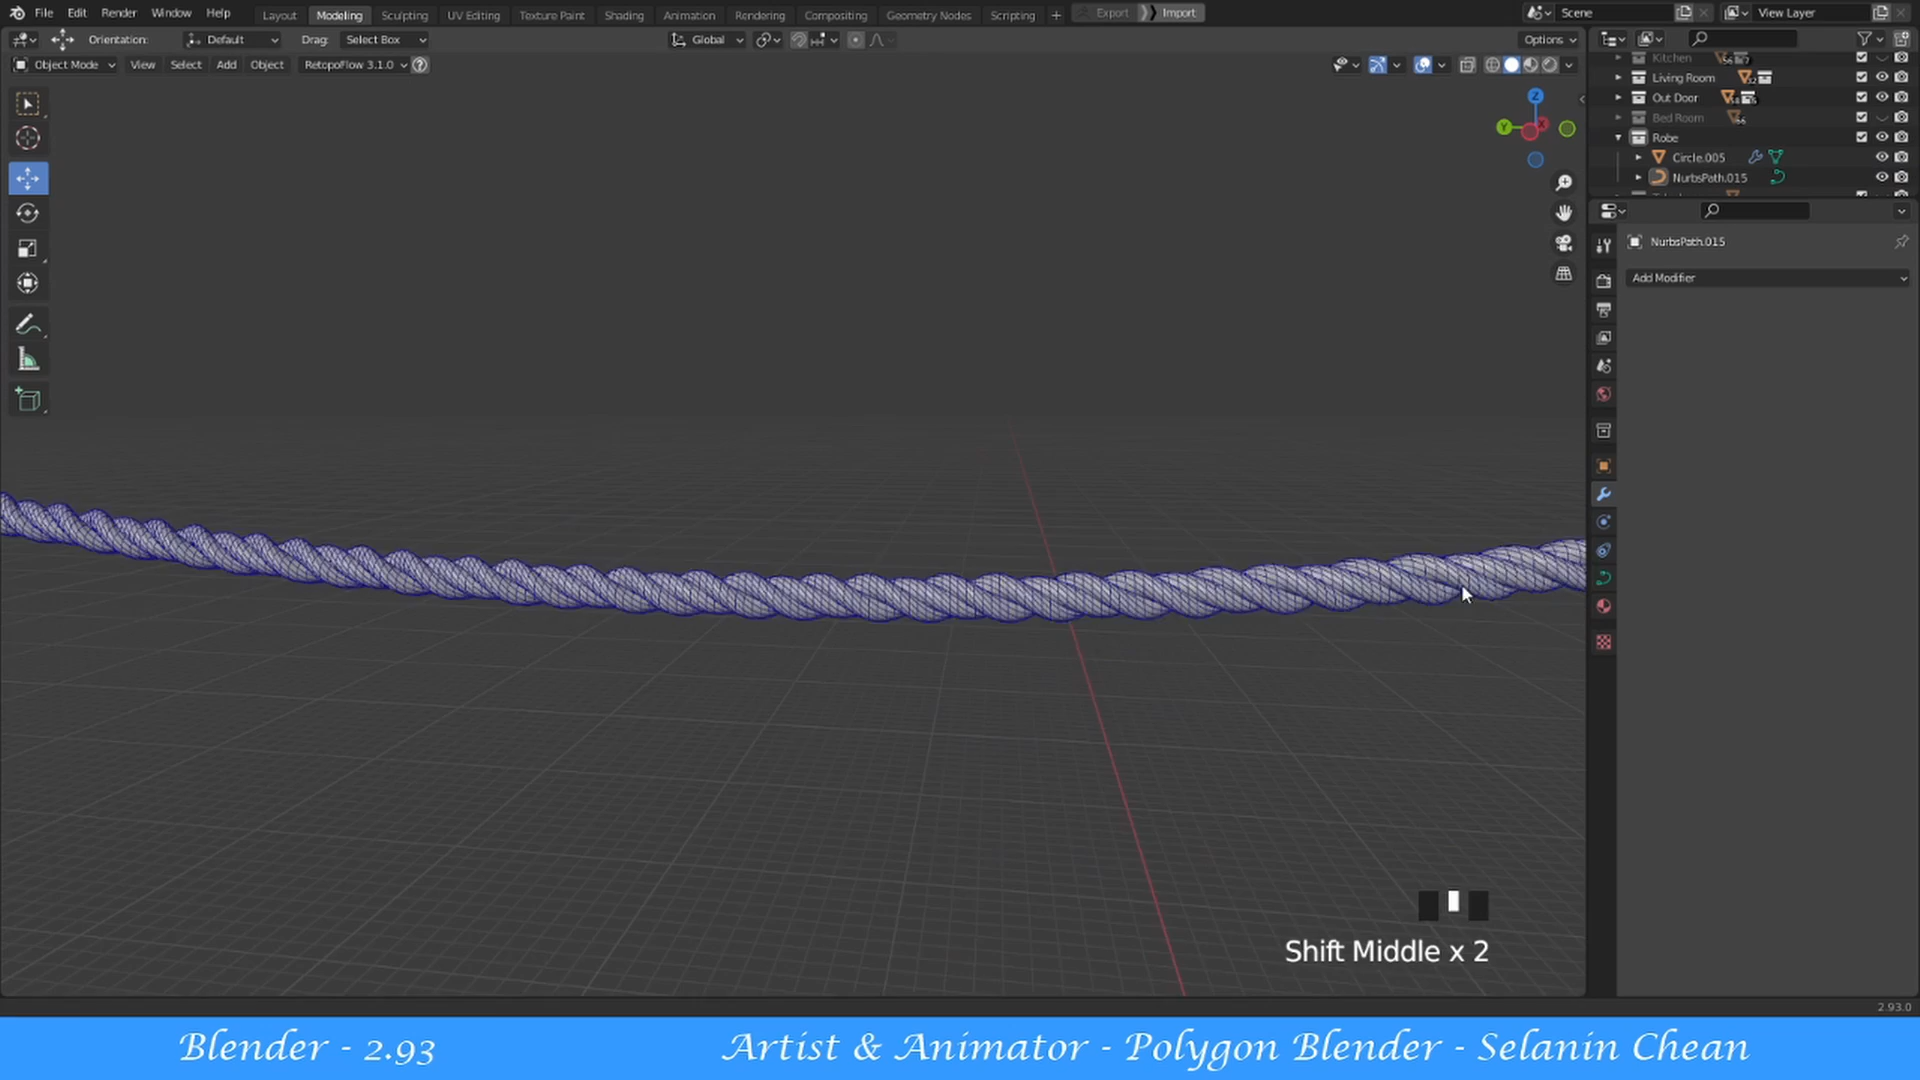 File Edit Render Window Help Layout Modeling Sculpting UV Editing Texture Paint Shading Animation Rendering Compositing Geometry Nodes Scripting + Export Import Scene View Layer
Orientation: Default Drag: Select Box Global Options
Object Mode View Select Add Object RetopoFlow 3.1.0
Kitchen
Living Room
Out Door
Bed Room
Robe
Circle.005
NurbsPath.015
NurbsPath.015
Add Modifier
Z
Y
X
Shift Middle x 2
2.93.0
Blender - 2.93 Artist & Animator - Polygon Blender - Selanin Chean